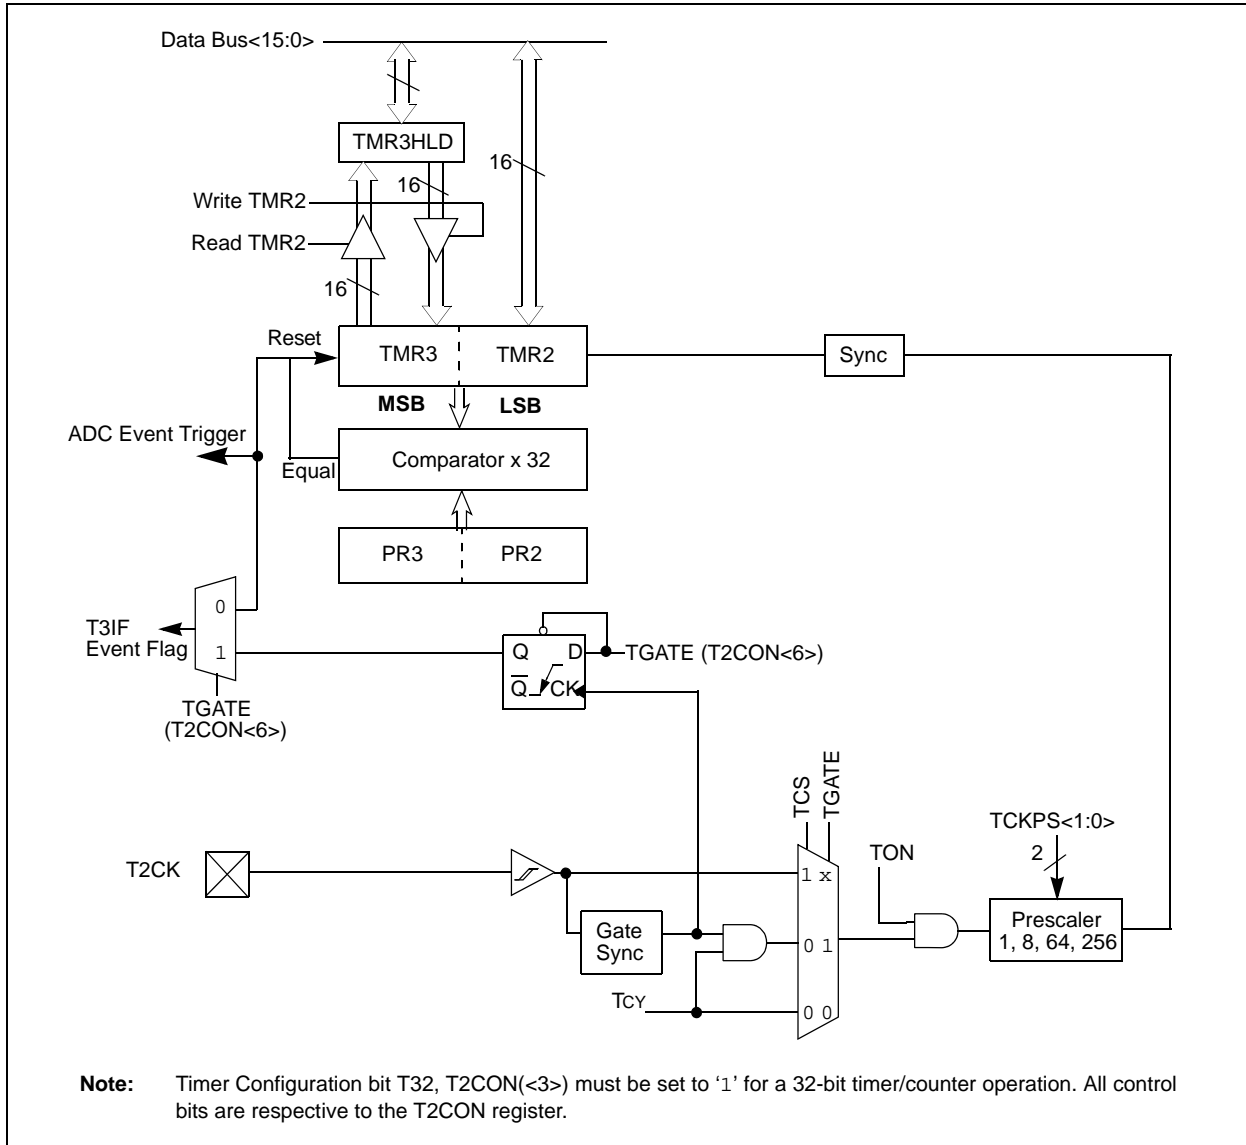 Data Bus<15:0>
TMR3HLD
16
16
Write TMR2
Read TMR2
16
Reset
TMR3
TMR2
Sync
MSB
LSB
ADC Event Trigger
Equal
Comparator x 32
PR3
PR2
0
T3IF
Event Flag
1
Q
D
TGATE (T2CON<6>)
Q
CK
TGATE
(T2CON<6>)
TCS
TGATE
TCKPS<1:0>
2
TON
T2CK
1 x
Gate
Sync
0 1
Prescaler
1, 8, 64, 256
TCY
0 0
Note: Timer Configuration bit T32, T2CON(<3>) must be set to ‘1’ for a 32-bit timer/counter operation. All control
bits are respective to the T2CON register.